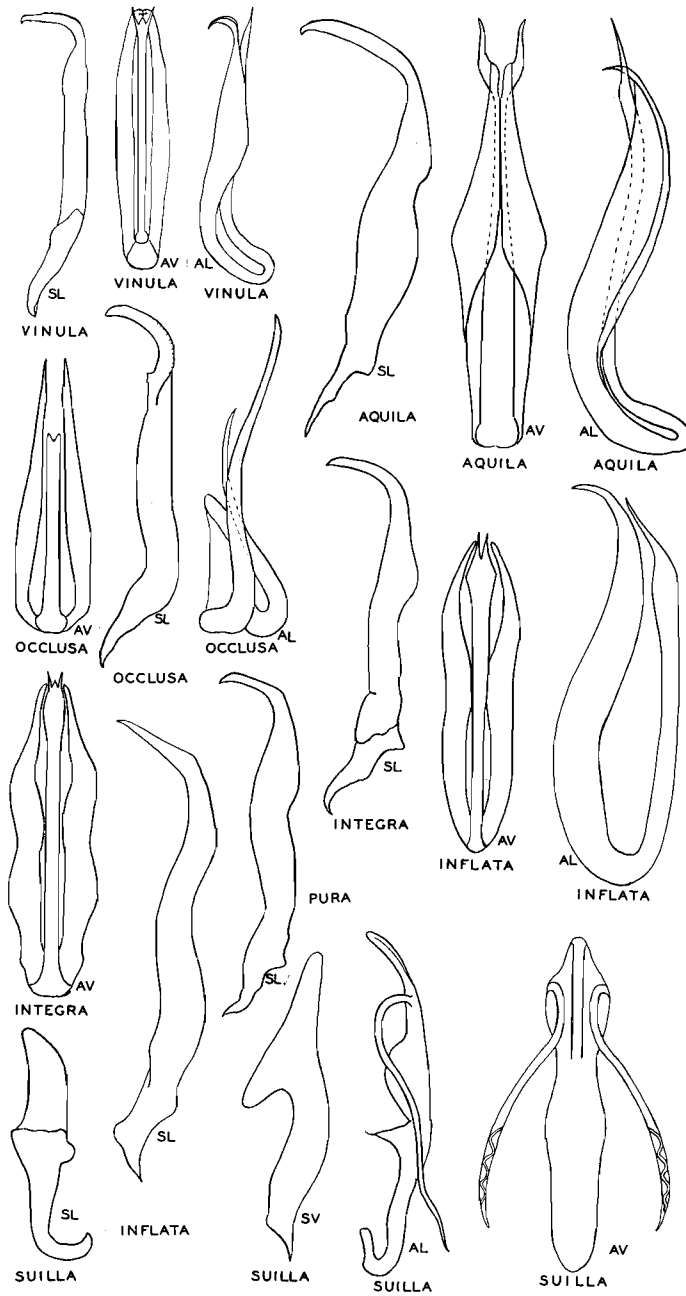 SL
VINULA
AV
VINULA
AL
VINULA
SL
AQUILA
AV
AQUILA
AL
AQUILA
AV
OCCLUSA
SL
OCCLUSA
AL
OCCLUSA
SL
INTEGRA
AV
INFLATA
AL
INFLATA
AV
INTEGRA
SL
INFLATA
SL
PURA
SL
SUILLA
SV
SUILLA
AL
SUILLA
AV
SUILLA